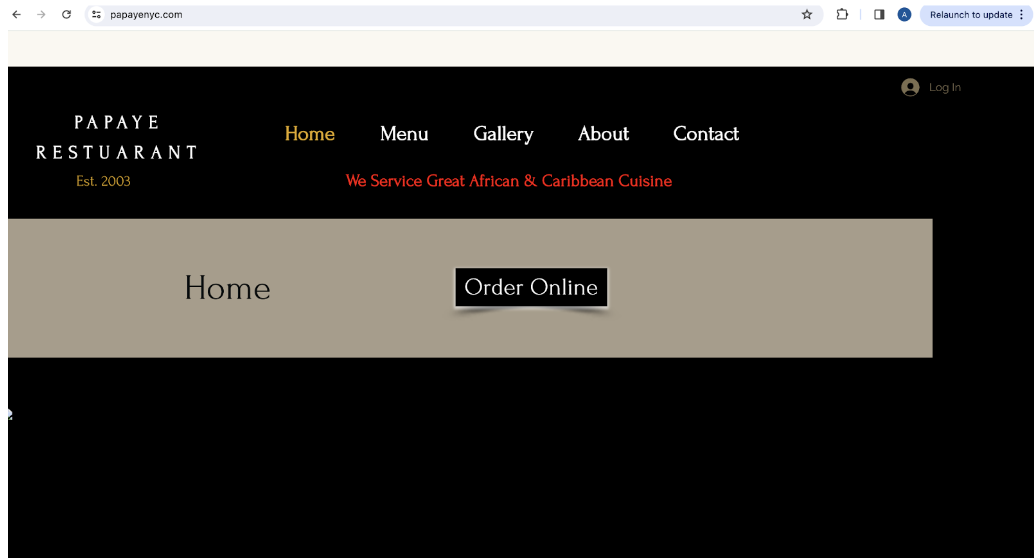 papayenyc.com
A
Relaunch to update
Log In
PAPAYE
RESTUARANT
Est. 2003
Home Menu Gallery About Contact
We Service Great African & Caribbean Cuisine
Home
Order Online